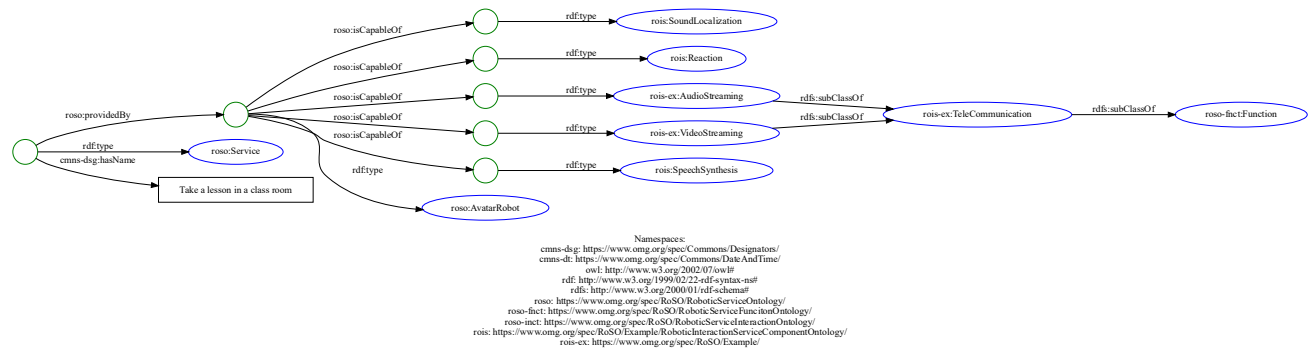 roso:isCapableOf
rdf:type
rois:SoundLocalization
roso:isCapableOf
rdf:type
rois:Reaction
roso:isCapableOf
rdf:type
rois-ex:AudioStreaming
rdfs:subClassOf
roso:providedBy
roso:isCapableOf
rdf:type
rois-ex:VideoStreaming
rdfs:subClassOf
rois-ex:TeleCommunication
rdfs:subClassOf
roso-fnct:Function
roso:isCapableOf
rdf:type
rois:SpeechSynthesis
rdf:type
roso:Service
cmns-dsg:hasName
Take a lesson in a class room
rdf:type
roso:AvatarRobot
Namespaces:
cmns-dsg: https://www.omg.org/spec/Commons/Designators/
cmns-dt: https://www.omg.org/spec/Commons/DateAndTime/
owl: http://www.w3.org/2002/07/owl#
rdf: http://www.w3.org/1999/02/22-rdf-syntax-ns#
rdfs: http://www.w3.org/2000/01/rdf-schema#
roso: https://www.omg.org/spec/RoSO/RoboticServiceOntology/
roso-fnct: https://www.omg.org/spec/RoSO/RoboticServiceFuncitonOntology/
roso-inct: https://www.omg.org/spec/RoSO/RoboticServiceInteractionOntology/
rois: https://www.omg.org/spec/RoSO/Example/RoboticInteractionServiceComponentOntology/
rois-ex: https://www.omg.org/spec/RoSO/Example/